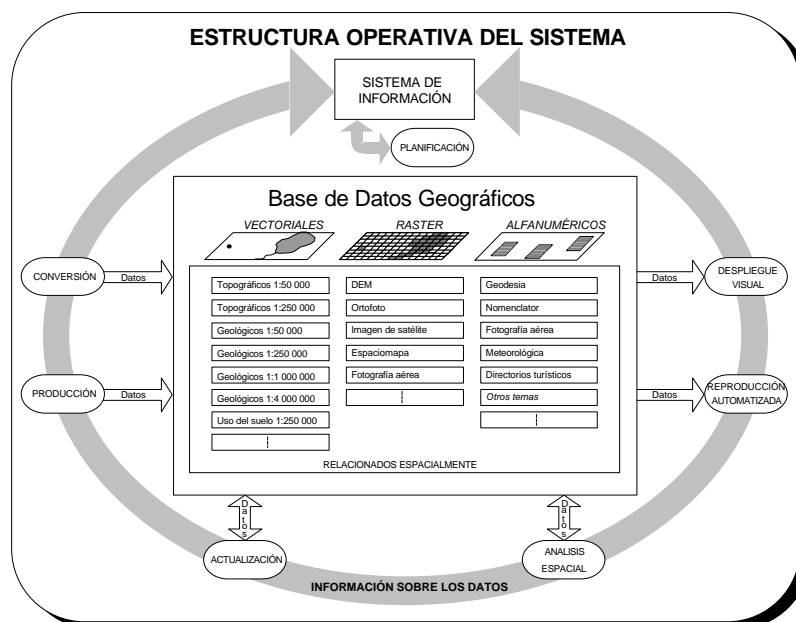 ESTRUCTURA OPERATIVA DEL SISTEMA
SISTEMA DE
INFORMACIÓN
PLANIFICACIÓN
Base de Datos Geográficos
VECTORIALES
RASTER
ALFANUMÉRICOS
CONVERSIÓN
Datos
PRODUCCIÓN
Datos
Topográficos 1:50 000
Topográficos 1:250 000
Geológicos 1:50 000
Geológicos 1:250 000
Geológicos 1:1 000 000
Geológicos 1:4 000 000
Uso del suelo 1:250 000
DEM
Ortofoto
Imagen de satélite
Espaciomapa
Fotografía aérea
Geodesia
Nomenclator
Fotografía aérea
Meteorológica
Directorios turísticos
Otros temas
RELACIONADOS ESPACIALMENTE
Datos
DESPLIEGUE
VISUAL
Datos
REPRODUCCIÓN
AUTOMATIZADA
Datos
ACTUALIZACIÓN
Datos
ANALISIS
ESPACIAL
INFORMACIÓN SOBRE LOS DATOS